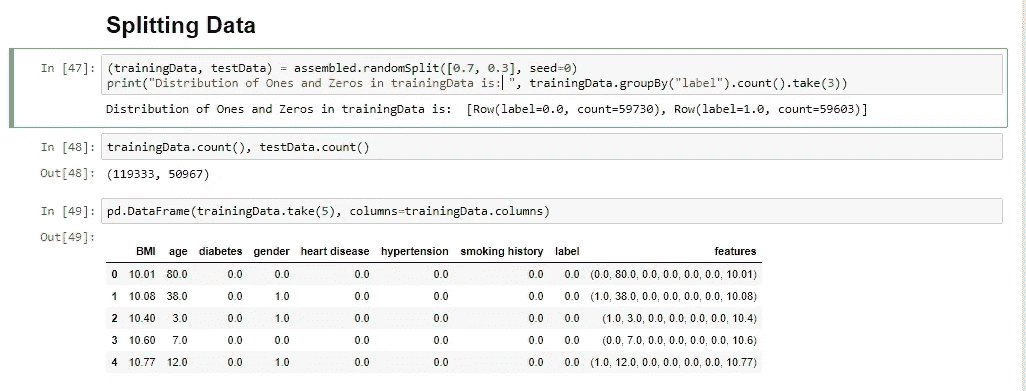 Splitting Data
In [47]: (trainingData, testData) = assembled.randomSplit([0.7, 0.3], seed=0)
print("Distribution of Ones and Zeros in trainingData is: ", trainingData.groupBy("label").count().take(3))
Distribution of Ones and Zeros in trainingData is:  [Row(label=0.0, count=59730), Row(label=1.0, count=59603)]
In [48]: trainingData.count(), testData.count()
Out[48]: (119333, 50967)
In [49]: pd.DataFrame(trainingData.take(5), columns=trainingData.columns)
Out[49]:
BMI age diabetes gender heart disease hypertension smoking history label features
0 10.01 80.0 0.0 0.0 0.0 0.0 0.0 0.0 (0.0, 80.0, 0.0, 0.0, 0.0, 0.0, 10.01)
1 10.08 38.0 0.0 1.0 0.0 0.0 0.0 0.0 (1.0, 38.0, 0.0, 0.0, 0.0, 0.0, 10.08)
2 10.40 3.0 0.0 1.0 0.0 0.0 0.0 0.0 (1.0, 3.0, 0.0, 0.0, 0.0, 0.0, 10.4)
3 10.60 7.0 0.0 0.0 0.0 0.0 0.0 0.0 (0.0, 7.0, 0.0, 0.0, 0.0, 0.0, 10.6)
4 10.77 12.0 0.0 1.0 0.0 0.0 0.0 0.0 (1.0, 12.0, 0.0, 0.0, 0.0, 0.0, 10.77)